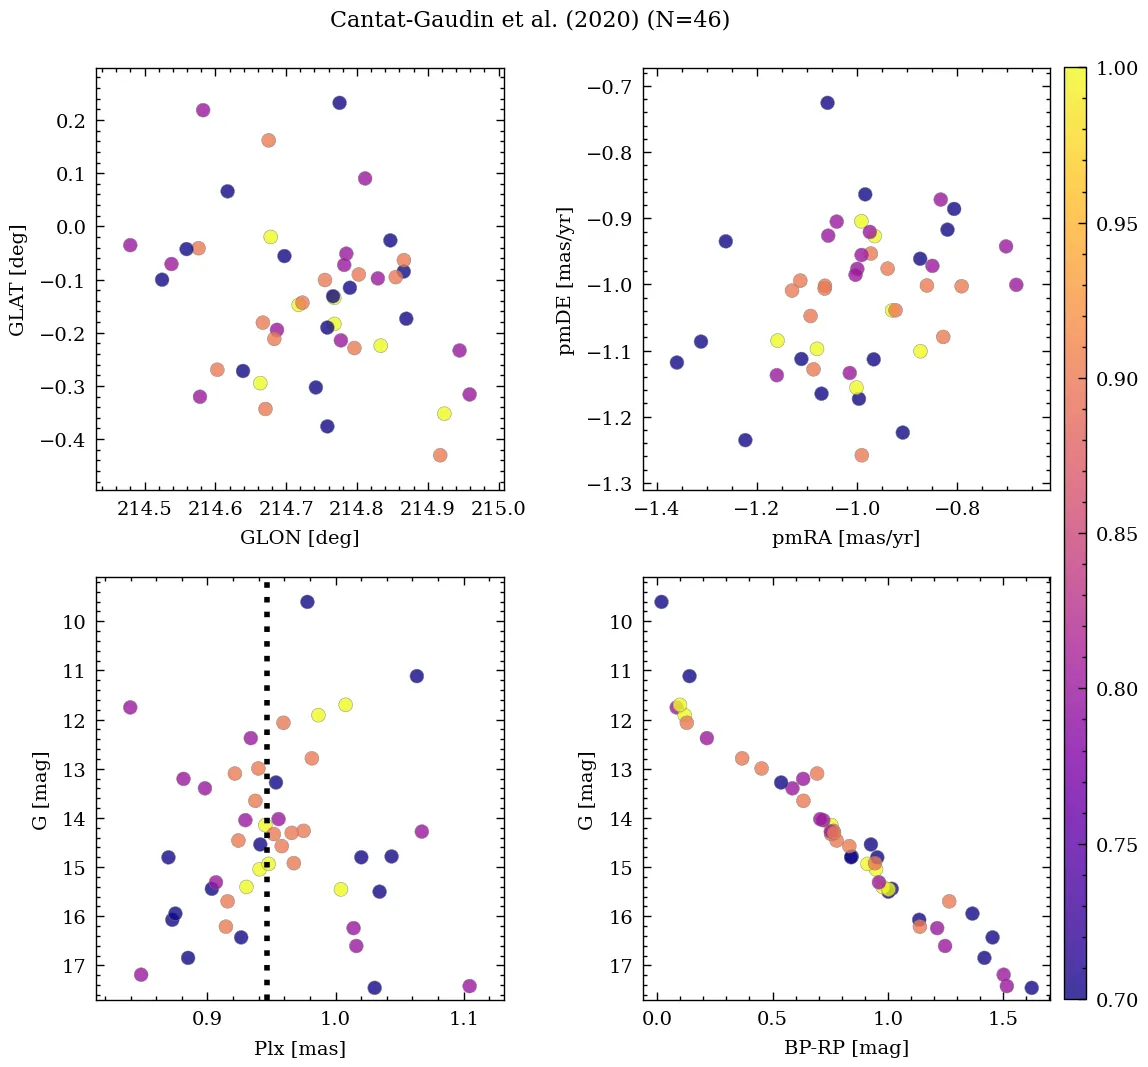 Cantat-Gaudin et al. (2020) (N=46)
0.2
0.1
0.0
−0.1
−0.2
−0.3
−0.4
GLAT [deg]
214.5 214.6 214.7 214.8 214.9 215.0
GLON [deg]
−0.7
−0.8
−0.9
−1.0
−1.1
−1.2
−1.3
pmDE [mas/yr]
−1.4 −1.2 −1.0 −0.8
pmRA [mas/yr]
10
11
12
13
14
15
16
17
G [mag]
0.9 1.0 1.1
Plx [mas]
10
11
12
13
14
15
16
17
G [mag]
0.0 0.5 1.0 1.5
BP-RP [mag]
1.00
0.95
0.90
0.85
0.80
0.75
0.70